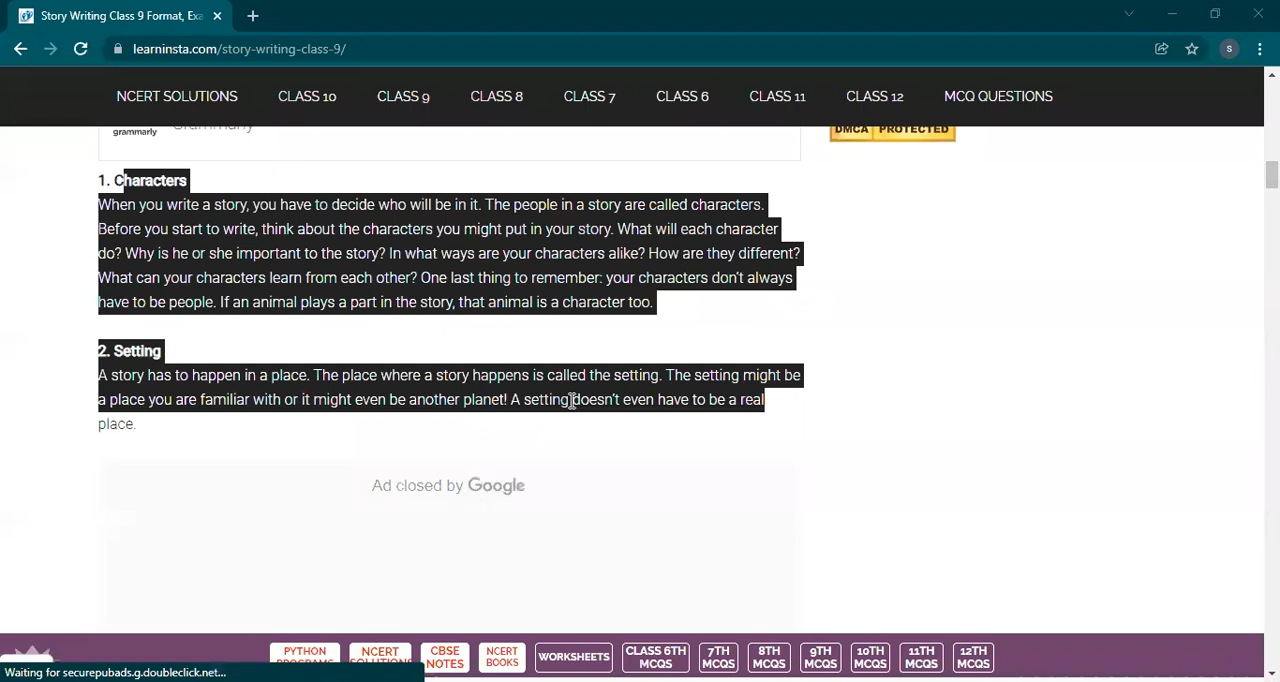 Story Writing Class 9 Format, Exa
learninsta.com/story-writing-class-9/
S
NCERT SOLUTIONS CLASS 10 CLASS 9 CLASS 8 CLASS 7 CLASS 6 CLASS 11 CLASS 12 MCQ QUESTIONS
grammarly Grammarly
DMCA PROTECTED
1. Characters
When you write a story, you have to decide who will be in it. The people in a story are called characters.
Before you start to write, think about the characters you might put in your story. What will each character
do? Why is he or she important to the story? In what ways are your characters alike? How are they different?
What can your characters learn from each other? One last thing to remember: your characters don't always
have to be people. If an animal plays a part in the story, that animal is a character too.
2. Setting
A story has to happen in a place. The place where a story happens is called the setting. The setting might be
a place you are familiar with or it might even be another planet! A setting doesn't even have to be a real
place.
Ad closed by Google
PYTHON PROGRAMS NCERT SOLUTIONS CBSE NOTES NCERT BOOKS WORKSHEETS CLASS 6TH MCQS 7TH MCQS 8TH MCQS 9TH MCQS 10TH MCQS 11TH MCQS 12TH MCQS
Waiting for securepubads.g.doubleclick.net...